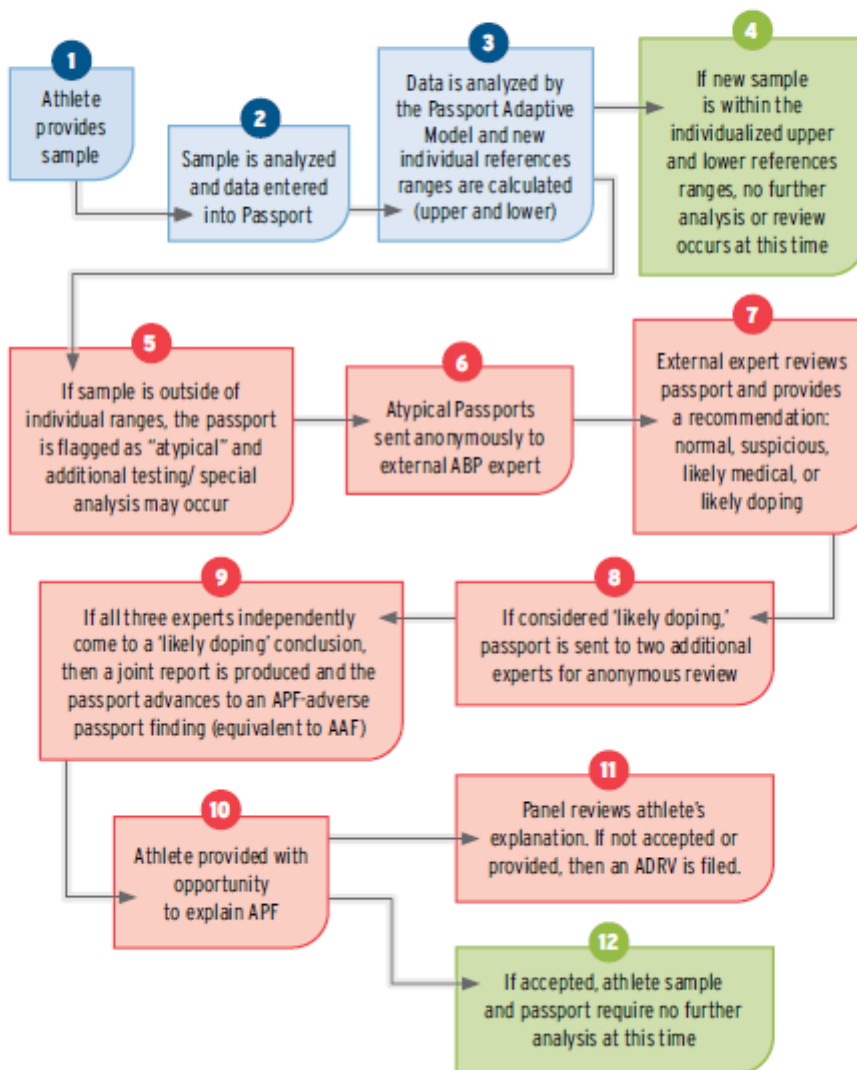 1
Athlete
provides
sample
2
Sample is analyzed
and data entered
into Passport
3
Data is analyzed by
the Passport Adaptive
Model and new
individual references
ranges are calculated
(upper and lower)
4
If new sample
is within the
individualized upper
and lower references
ranges, no further
analysis or review
occurs at this time
5
If sample is outside of
individual ranges, the passport
is flagged as “atypical” and
additional testing/ special
analysis may occur
6
Atypical Passports
sent anonymously to
external ABP expert
7
External expert reviews
passport and provides
a recommendation:
normal, suspicious,
likely medical, or
likely doping
8
If considered ‘likely doping,’
passport is sent to two additional
experts for anonymous review
9
If all three experts independently
come to a ‘likely doping’ conclusion,
then a joint report is produced and the
passport advances to an APF-adverse
passport finding (equivalent to AAF)
10
Athlete provided with
opportunity
to explain APF
11
Panel reviews athlete’s
explanation. If not accepted or
provided, then an ADRV is filed.
12
If accepted, athlete sample
and passport require no further
analysis at this time